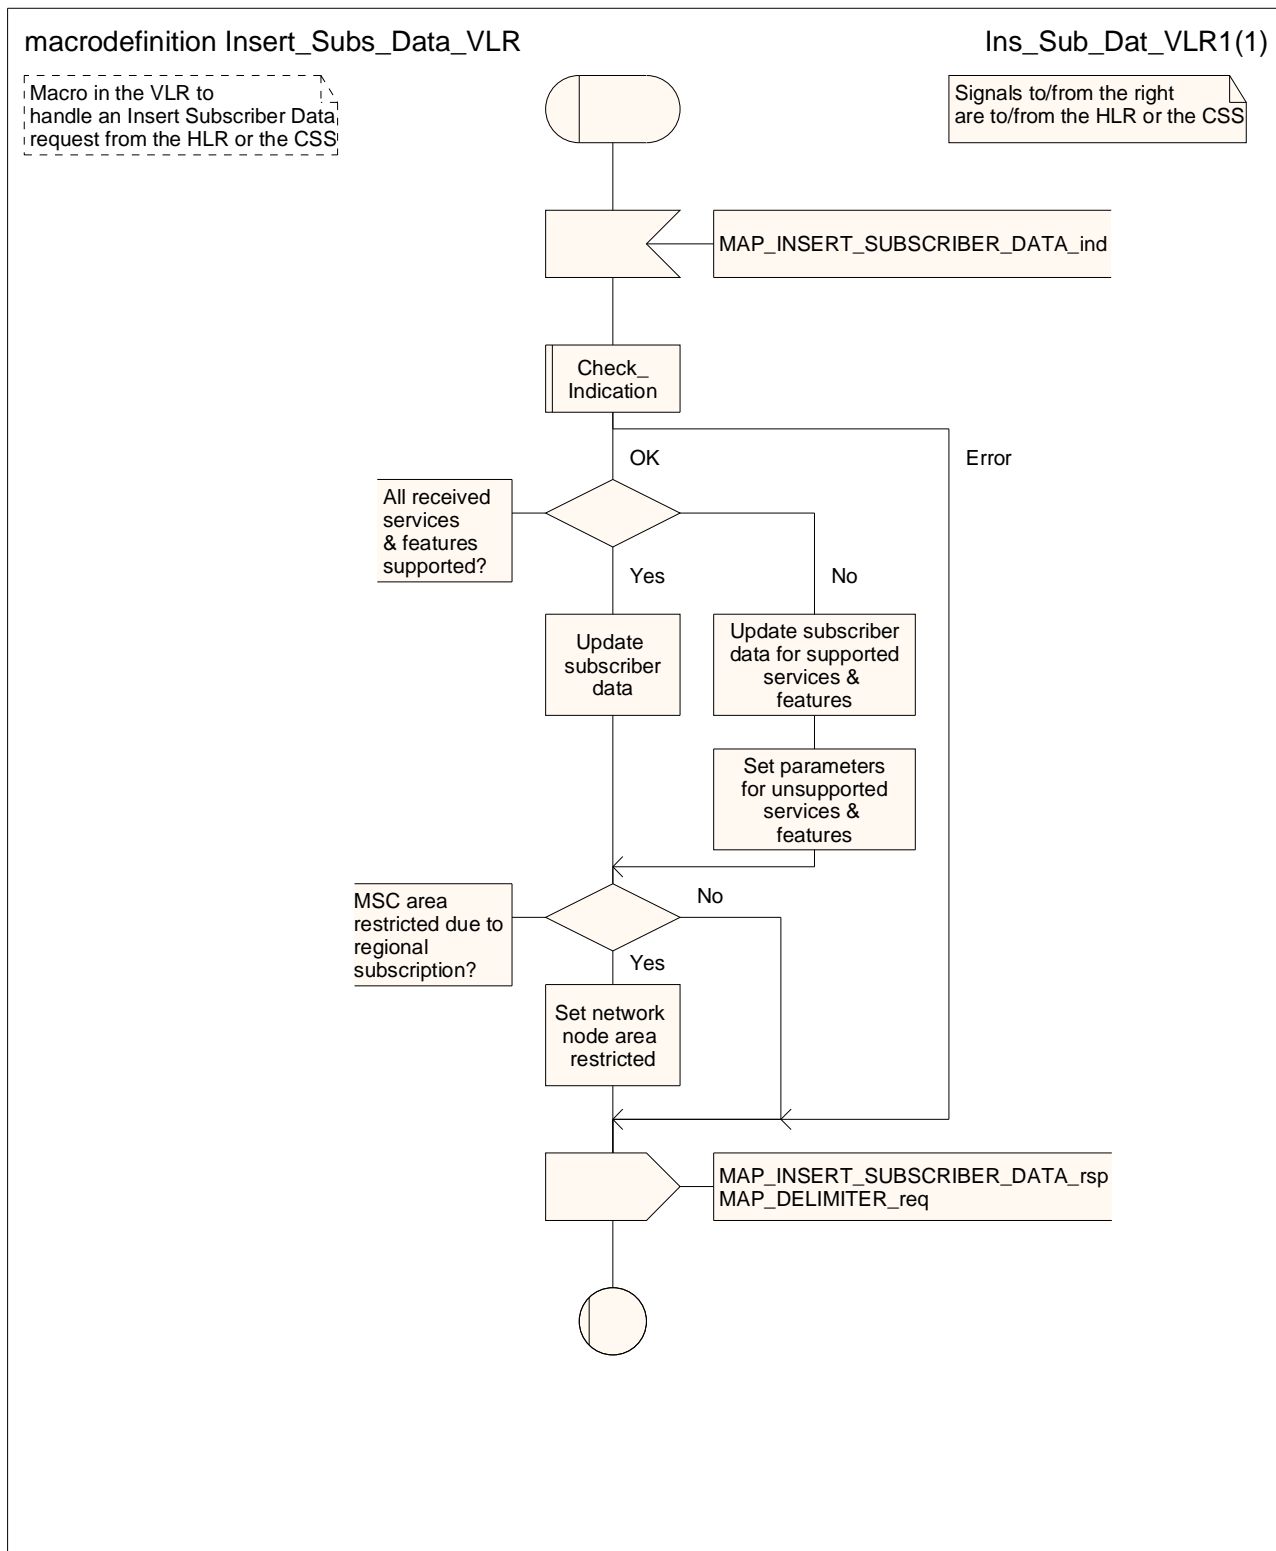 macrodefinition Insert_Subs_Data_VLR
Ins_Sub_Dat_VLR1(1)
Macro in the VLR to
handle an Insert Subscriber Data
request from the HLR or the CSS
Signals to/from the right
are to/from the HLR or the CSS
MAP_INSERT_SUBSCRIBER_DATA_ind
Check_
Indication
OK
Error
All received
services
& features
supported?
Yes
No
Update
subscriber
data
Update subscriber
data for supported
services &
features
Set parameters
for unsupported
services &
features
MSC area
restricted due to
regional
subscription?
No
Yes
Set network
node area
restricted
MAP_INSERT_SUBSCRIBER_DATA_rsp
MAP_DELIMITER_req